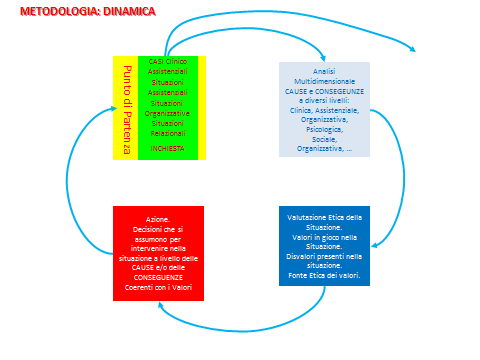 METODOLOGIA: DINAMICA
Punto di Partenza
CASI Clinico
Assistenziali
Situazioni
Assistenziali
Situazioni
Organizzativa
Situazioni
Relazionali
INCHIESTA
Analisi
Multidimensionale
CAUSE e CONSEGEUNZE
a diversi livelli:
Clinica, Assistenziale,
Organizzativa,
Psicologica,
Sociale,
Organizzativa, ...
Azione.
Decisioni che si
assumono per
intervenire nella
situazione a livello delle
CAUSE e/o delle
CONSEGUENZE
Coerenti con i Valori
Valutazione Etica della
Situazione.
Valori in gioco nella
Situazione.
Disvalori presenti nella
situazione.
Fonte Etica dei valori.